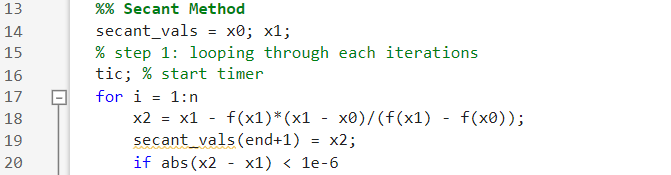 13 %% Secant Method
14 secant_vals = x0; x1;
15 % step 1: looping through each iterations
16 tic; % start timer
17 for i = 1:n
18 x2 = x1 - f(x1)*(x1 - x0)/(f(x1) - f(x0));
19 secant_vals(end+1) = x2;
20 if abs(x2 - x1) < 1e-6